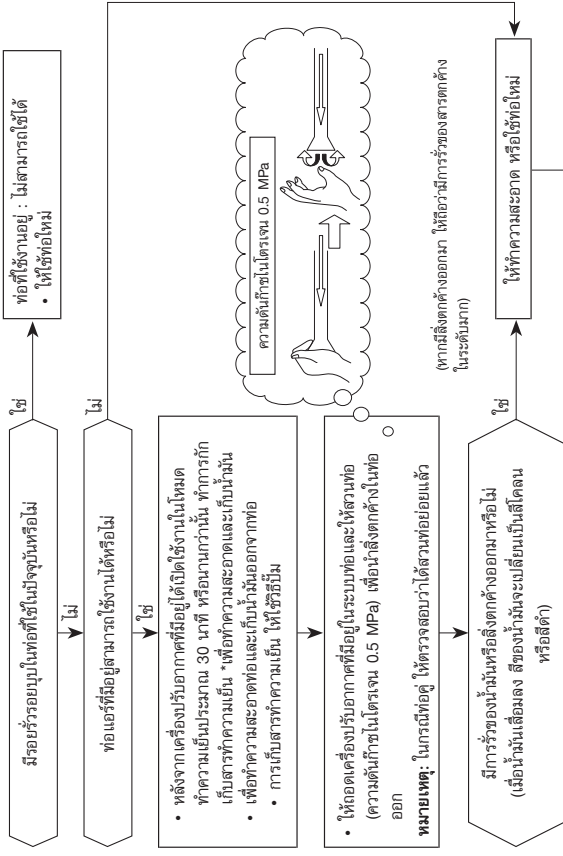 มีรอยรั่วรอยบุบในท่อที่ใช้ในปัจจุบันหรือไม่
ใช่
ท่อที่ใช้งานอยู่ : ไม่สามารถใช้ได้
• ให้ใช้ท่อใหม่
ไม่
ท่อแอร์ที่มีอยู่สามารถใช้งานได้หรือไม่
ไม่
ใช่
• หลังจากเครื่องปรับอากาศที่มีอยู่ได้เปิดใช้งานในโหมด
ทำความเย็นประมาณ 30 นาที หรือนานกว่านั้น ทำการกัก
เก็บสารทำความเย็น *เพื่อทำความสะอาดและเก็บน้ำมัน
• เพื่อทำความสะอาดท่อและเก็บน้ำมันออกจากท่อ
• การเก็บสารทำความเย็น ให้ใช้วิธีปั๊ม
• ให้ถอดเครื่องปรับอากาศที่มีอยู่ในระบบท่อและให้สวนท่อ
(ความดันก๊าซไนโตรเจน 0.5 MPa) เพื่อนำสิ่งตกค้างในท่อ
ออก
หมายเหตุ: ในกรณีท่อคู่ ให้ตรวจสอบว่าได้สวนท่อย่อยแล้ว
ความดันก๊าซไนโตรเจน 0.5 MPa
มีการรั่วของน้ำมันหรือสิ่งตกค้างออกมาหรือไม่
(เมื่อน้ำมันเสื่อมลง สีของน้ำมันจะเปลี่ยนเป็นสีโคลน
หรือสีดำ)
ใช่
(หากมีสิ่งตกค้างออกมา ให้ถือว่ามีการรั่วของสารตกค้าง
ในระดับมาก)
ให้ทำความสะอาด หรือใช้ท่อใหม่